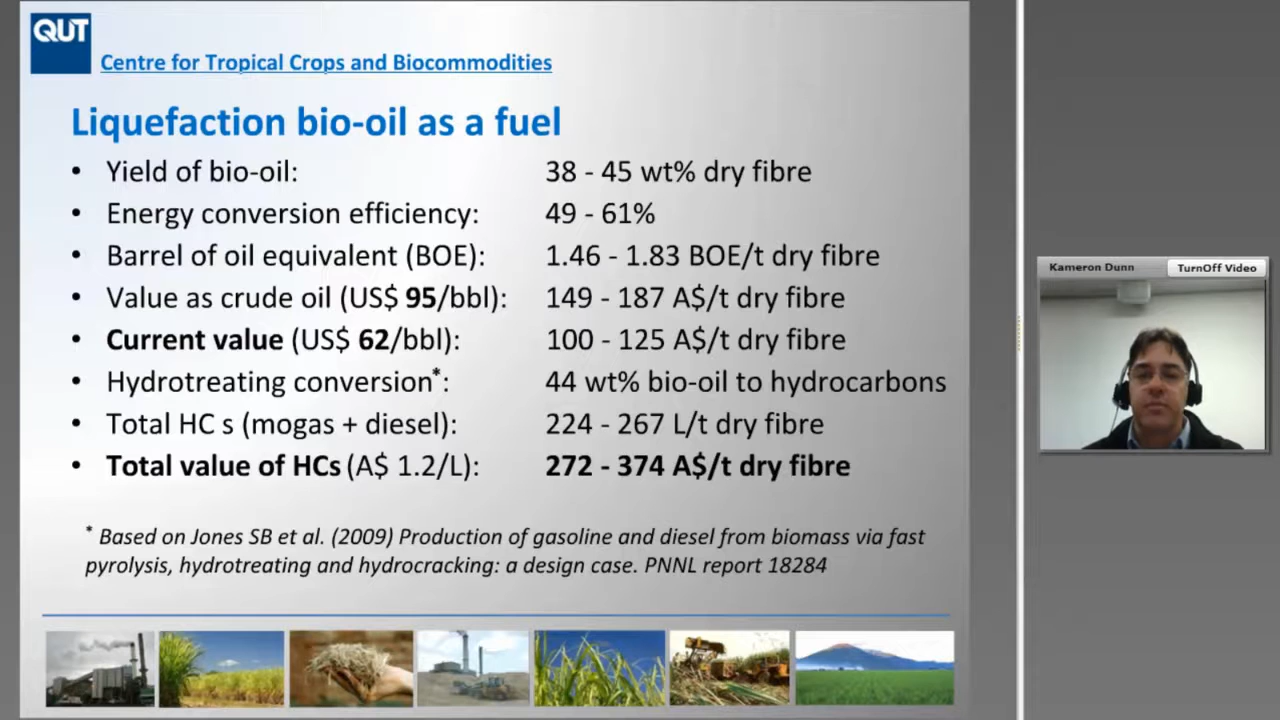 QUT
Centre for Tropical Crops and Biocommodities
Liquefaction bio-oil as a fuel
• Yield of bio-oil: 38 - 45 wt% dry fibre
• Energy conversion efficiency: 49 - 61%
• Barrel of oil equivalent (BOE): 1.46 - 1.83 BOE/t dry fibre
• Value as crude oil (US$ 95/bbl): 149 - 187 A$/t dry fibre
• Current value (US$ 62/bbl): 100 - 125 A$/t dry fibre
• Hydrotreating conversion*: 44 wt% bio-oil to hydrocarbons
• Total HC s (mogas + diesel): 224 - 267 L/t dry fibre
• Total value of HCs (A$ 1.2/L): 272 - 374 A$/t dry fibre
* Based on Jones SB et al. (2009) Production of gasoline and diesel from biomass via fast
pyrolysis, hydrotreating and hydrocracking: a design case. PNNL report 18284
Kameron Dunn TurnOff Video